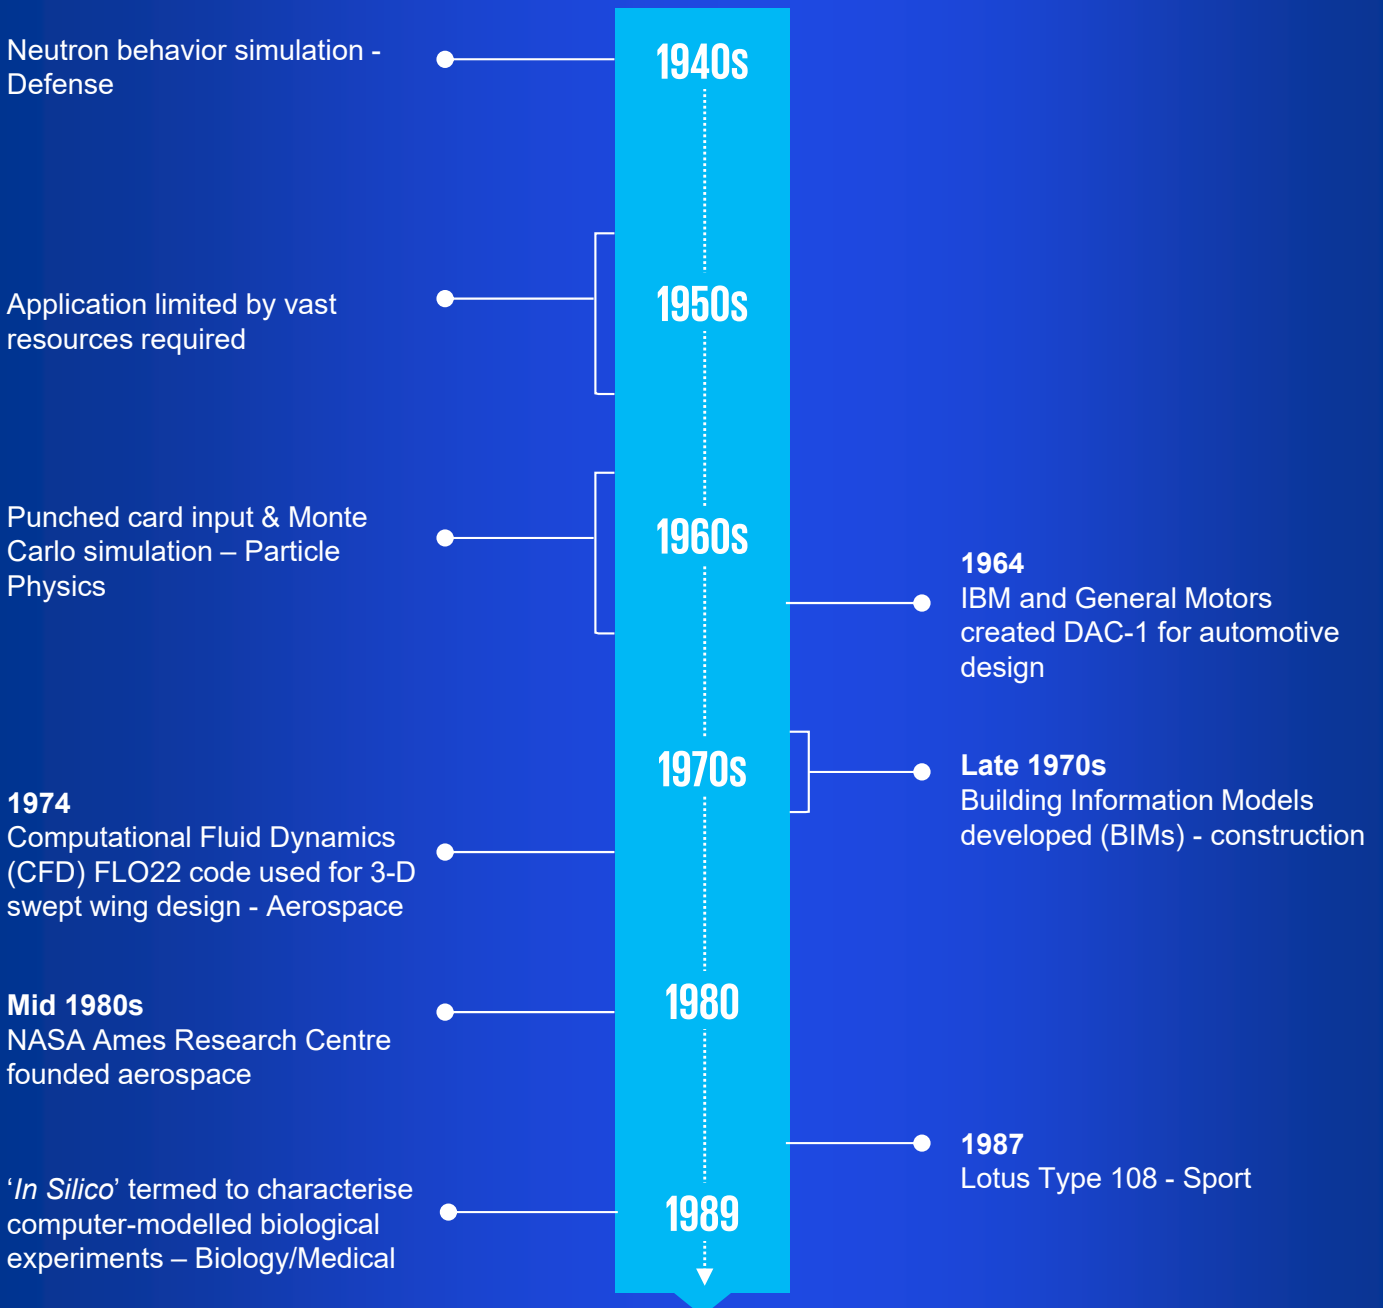 Neutron behavior simulation -
Defense
1940s
Application limited by vast
resources required
1950s
Punched card input & Monte
Carlo simulation – Particle
Physics
1960s
1964
IBM and General Motors
created DAC-1 for automotive
design
1970s
Late 1970s
Building Information Models
developed (BIMs) - construction
1974
Computational Fluid Dynamics
(CFD) FLO22 code used for 3-D
swept wing design - Aerospace
Mid 1980s
NASA Ames Research Centre
founded aerospace
1980
1987
Lotus Type 108 - Sport
‘In Silico’ termed to characterise
computer-modelled biological
experiments – Biology/Medical
1989